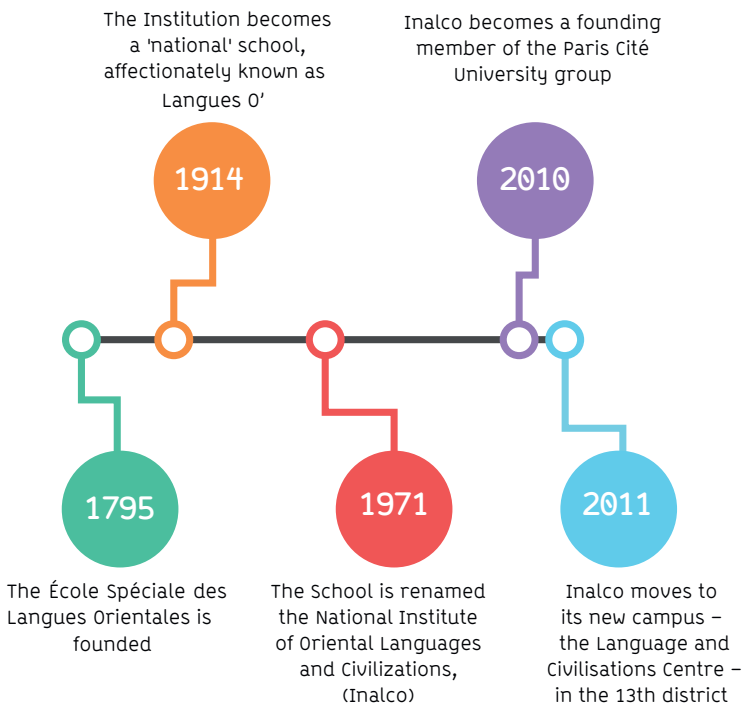 The Institution becomes
a 'national' school,
affectionately known as
Langues O’
Inalco becomes a founding
member of the Paris Cité
University group
1914
2010
1795
1971
2011
The École Spéciale des
Langues Orientales is
founded
The School is renamed
the National Institute
of Oriental Languages
and Civilizations,
(Inalco)
Inalco moves to
its new campus –
the Language and
Civilisations Centre –
in the 13th district